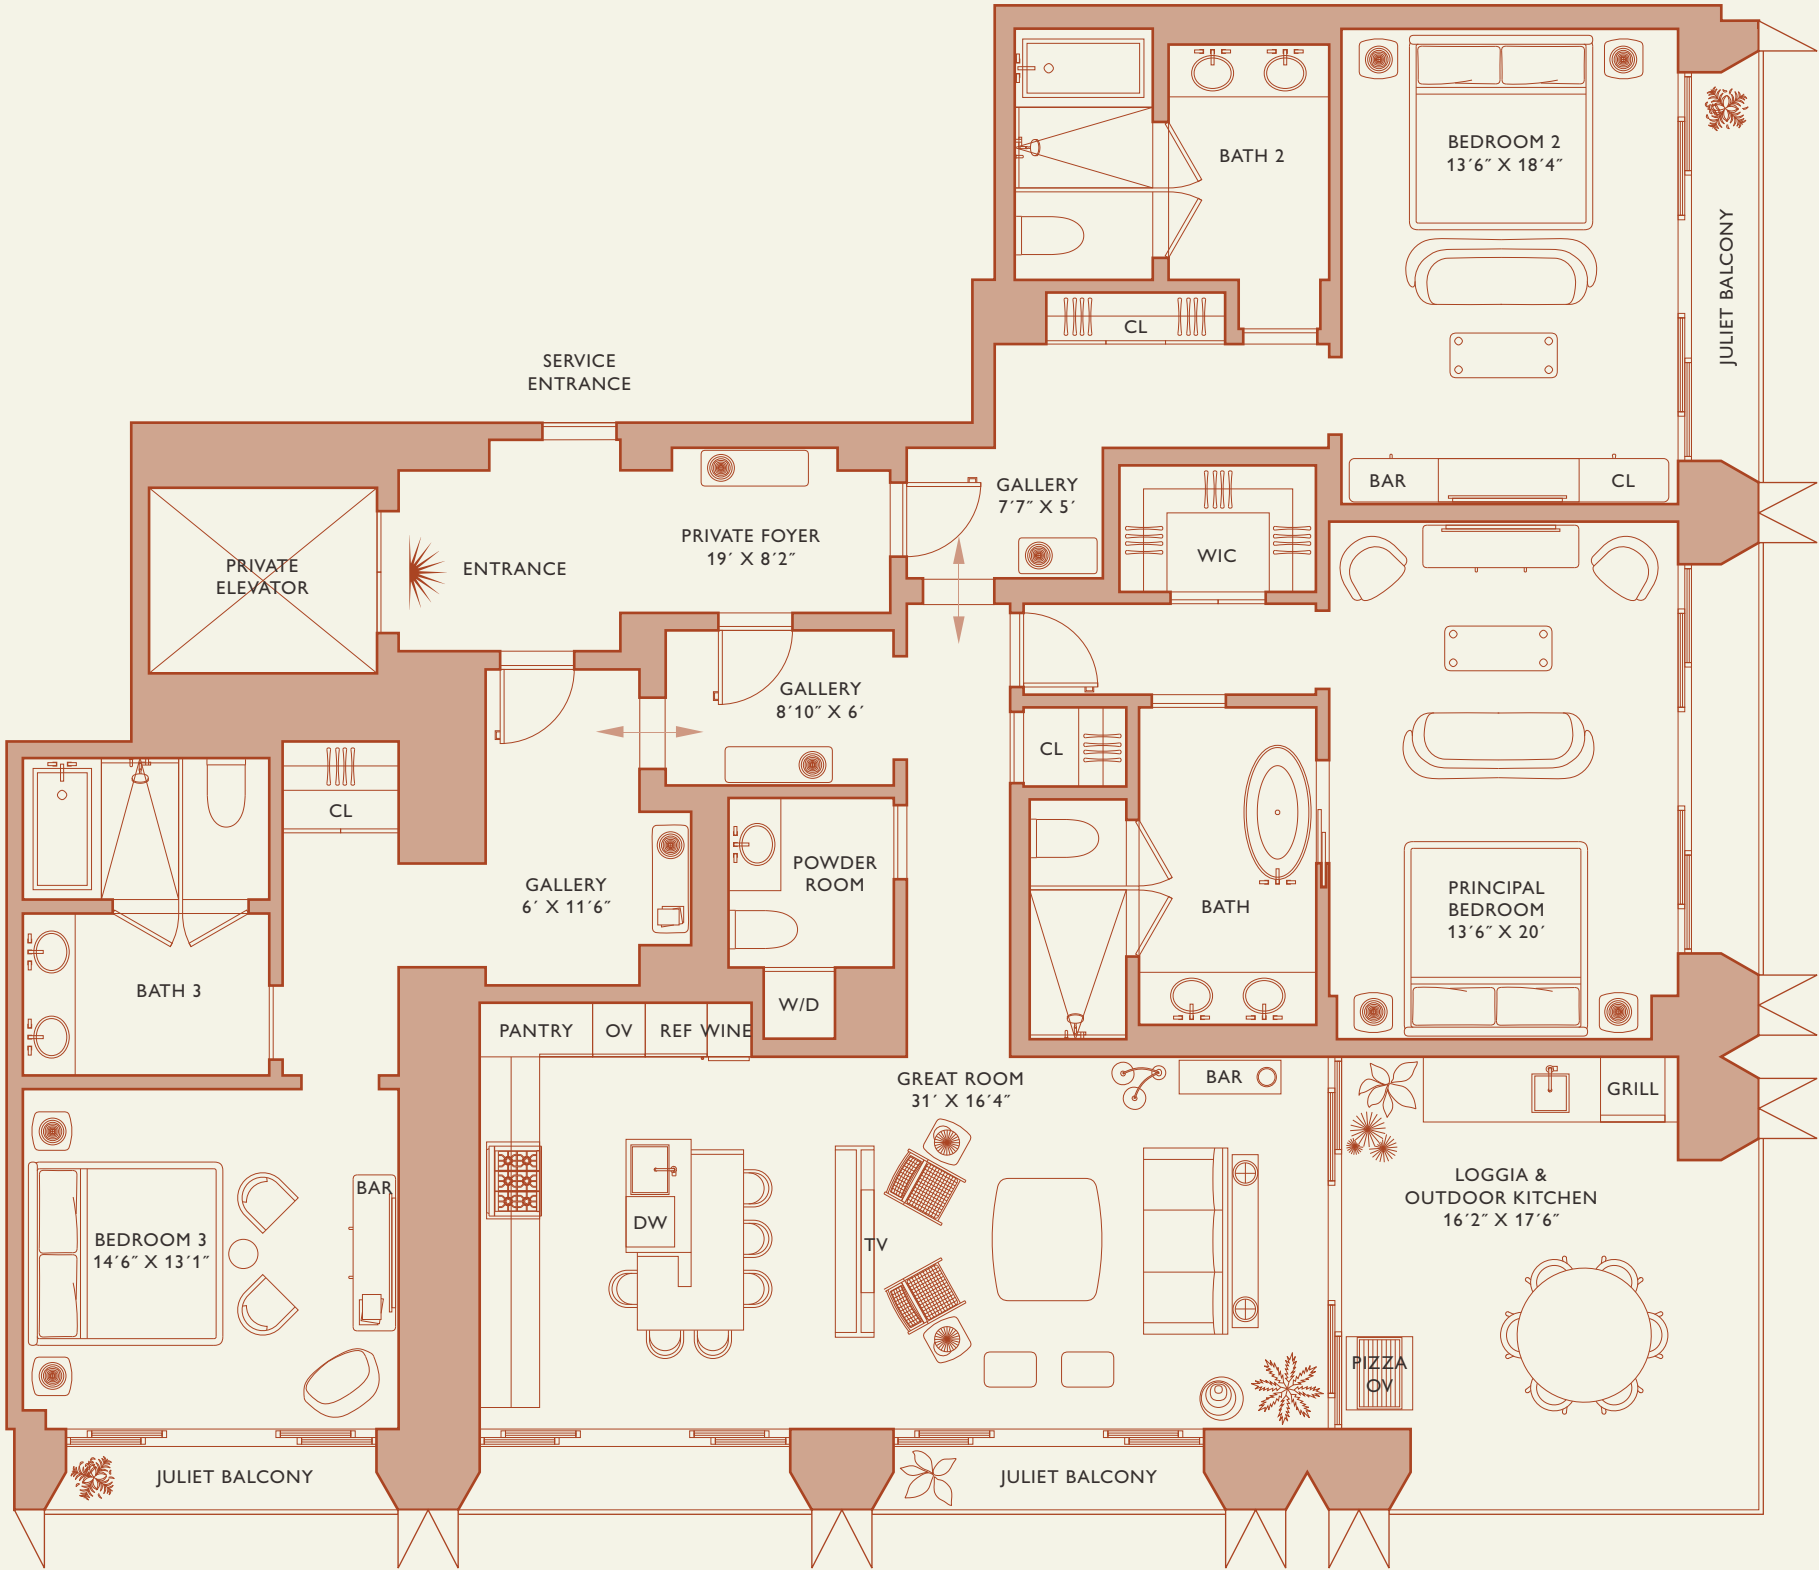 BEDROOM 2
13´6˝ X 18´4˝
BATH 2
JULIET BALCONY
CL
SERVICE
ENTRANCE
BAR
CL
GALLERY
7´7˝ X 5´
PRIVATE FOYER
19´ X 8´2˝
WIC
PRIVATE
ELEVATOR
ENTRANCE
GALLERY
8´10˝ X 6´
CL
CL
POWDER
ROOM
GALLERY
6´ X 11´6˝
BATH
PRINCIPAL
BEDROOM
13´6˝ X 20´
BATH 3
W/D
PANTRY
OV
REF
WINE
GREAT ROOM
31´ X 16´4˝
BAR
GRILL
LOGGIA &
OUTDOOR KITCHEN
16´2˝ X 17´6˝
BAR
DW
TV
BEDROOM 3
14´6˝ X 13´1˝
PIZZA
OV
JULIET BALCONY
JULIET BALCONY